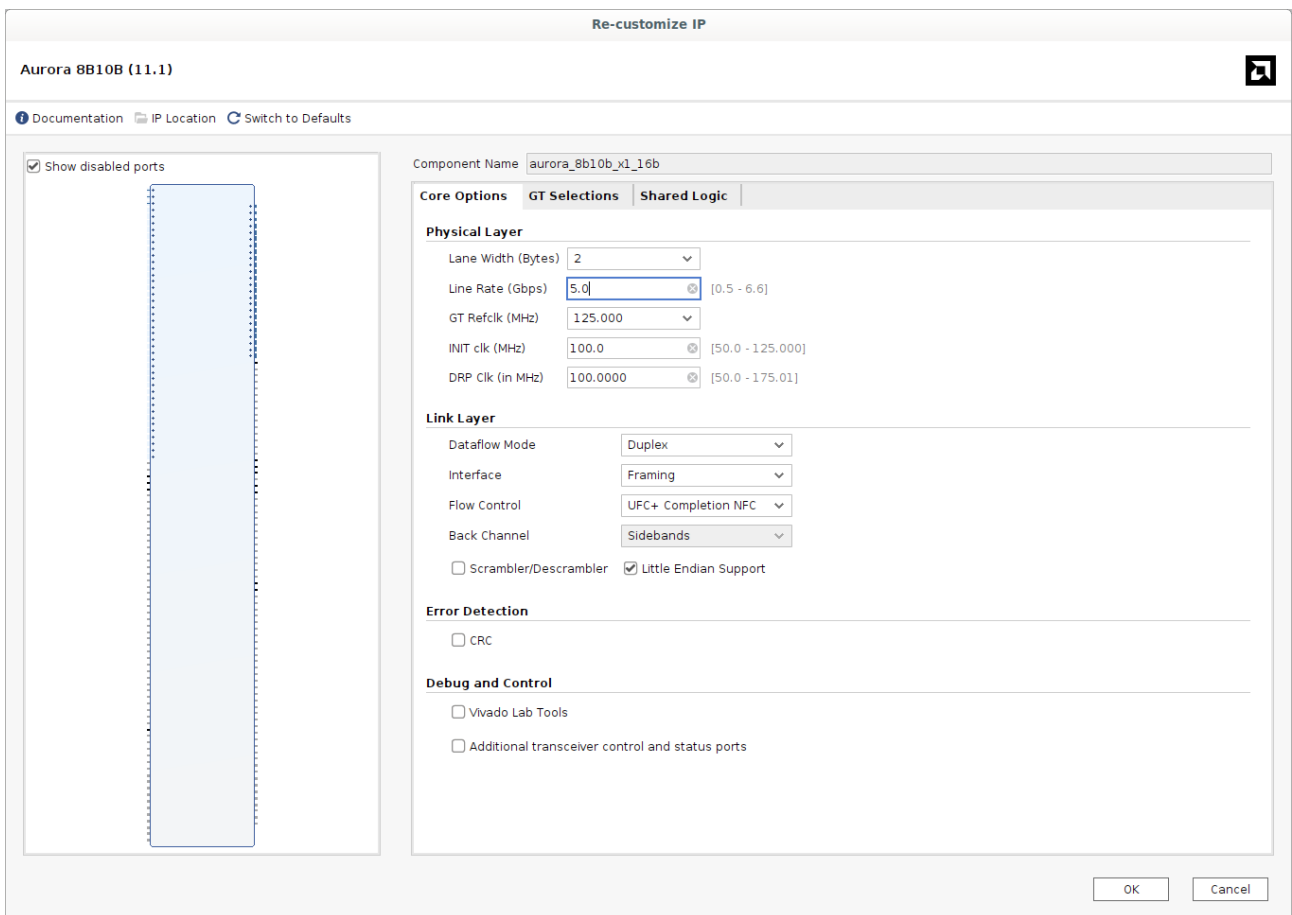 Re-customize IP
Aurora 8B10B (11.1)
Documentation IP Location Switch to Defaults
Show disabled ports
Component Name aurora_8b10b_x1_16b
Core Options GT Selections Shared Logic
Physical Layer
Lane Width (Bytes) 2
Line Rate (Gbps) 5.0 [0.5 - 6.6]
GT Refclk (MHz) 125.000
INIT clk (MHz) 100.0 [50.0 - 125.000]
DRP Clk (in MHz) 100.0000 [50.0 - 175.01]
Link Layer
Dataflow Mode Duplex
Interface Framing
Flow Control UFC+ Completion NFC
Back Channel Sidebands
Scrambler/Descrambler Little Endian Support
Error Detection
CRC
Debug and Control
Vivado Lab Tools
Additional transceiver control and status ports
OK Cancel